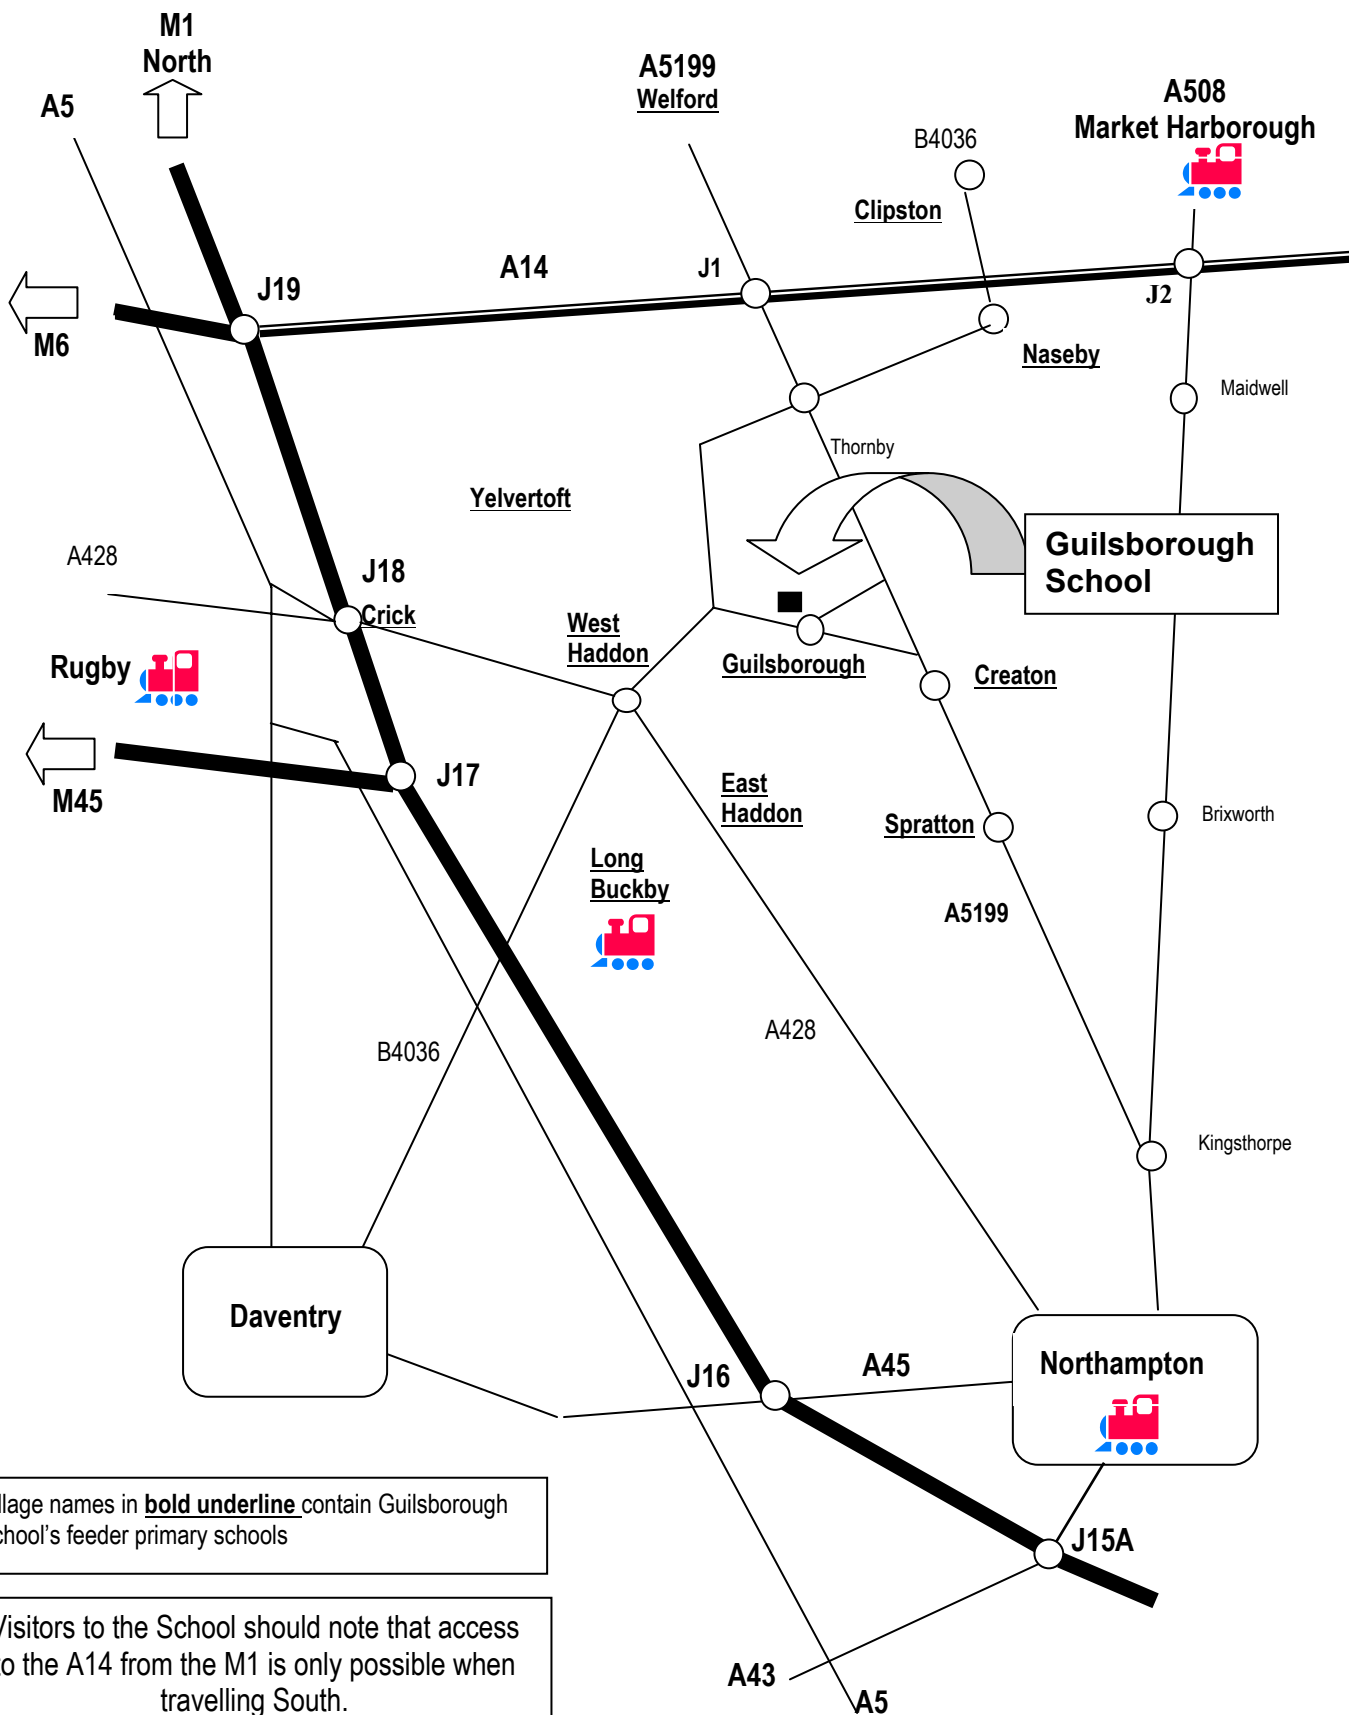 M1
North
A5
A5199
Welford
A508
Market Harborough
B4036
Clipston
A14
J1
J19
J2
M6
Naseby
Maidwell
Thornby
Yelvertoft
Guilsborough
School
A428
J18
Crick
West
Haddon
Rugby
Guilsborough
Creaton
J17
M45
East
Haddon
Spratton
Brixworth
Long
Buckby
A5199
A428
B4036
Kingsthorpe
Daventry
J16
A45
Northampton
llage names in bold underline contain Guilsborough
chool's feeder primary schools
J15A
Visitors to the School should note that access
to the A14 from the M1 is only possible when
travelling South.
A43
A5